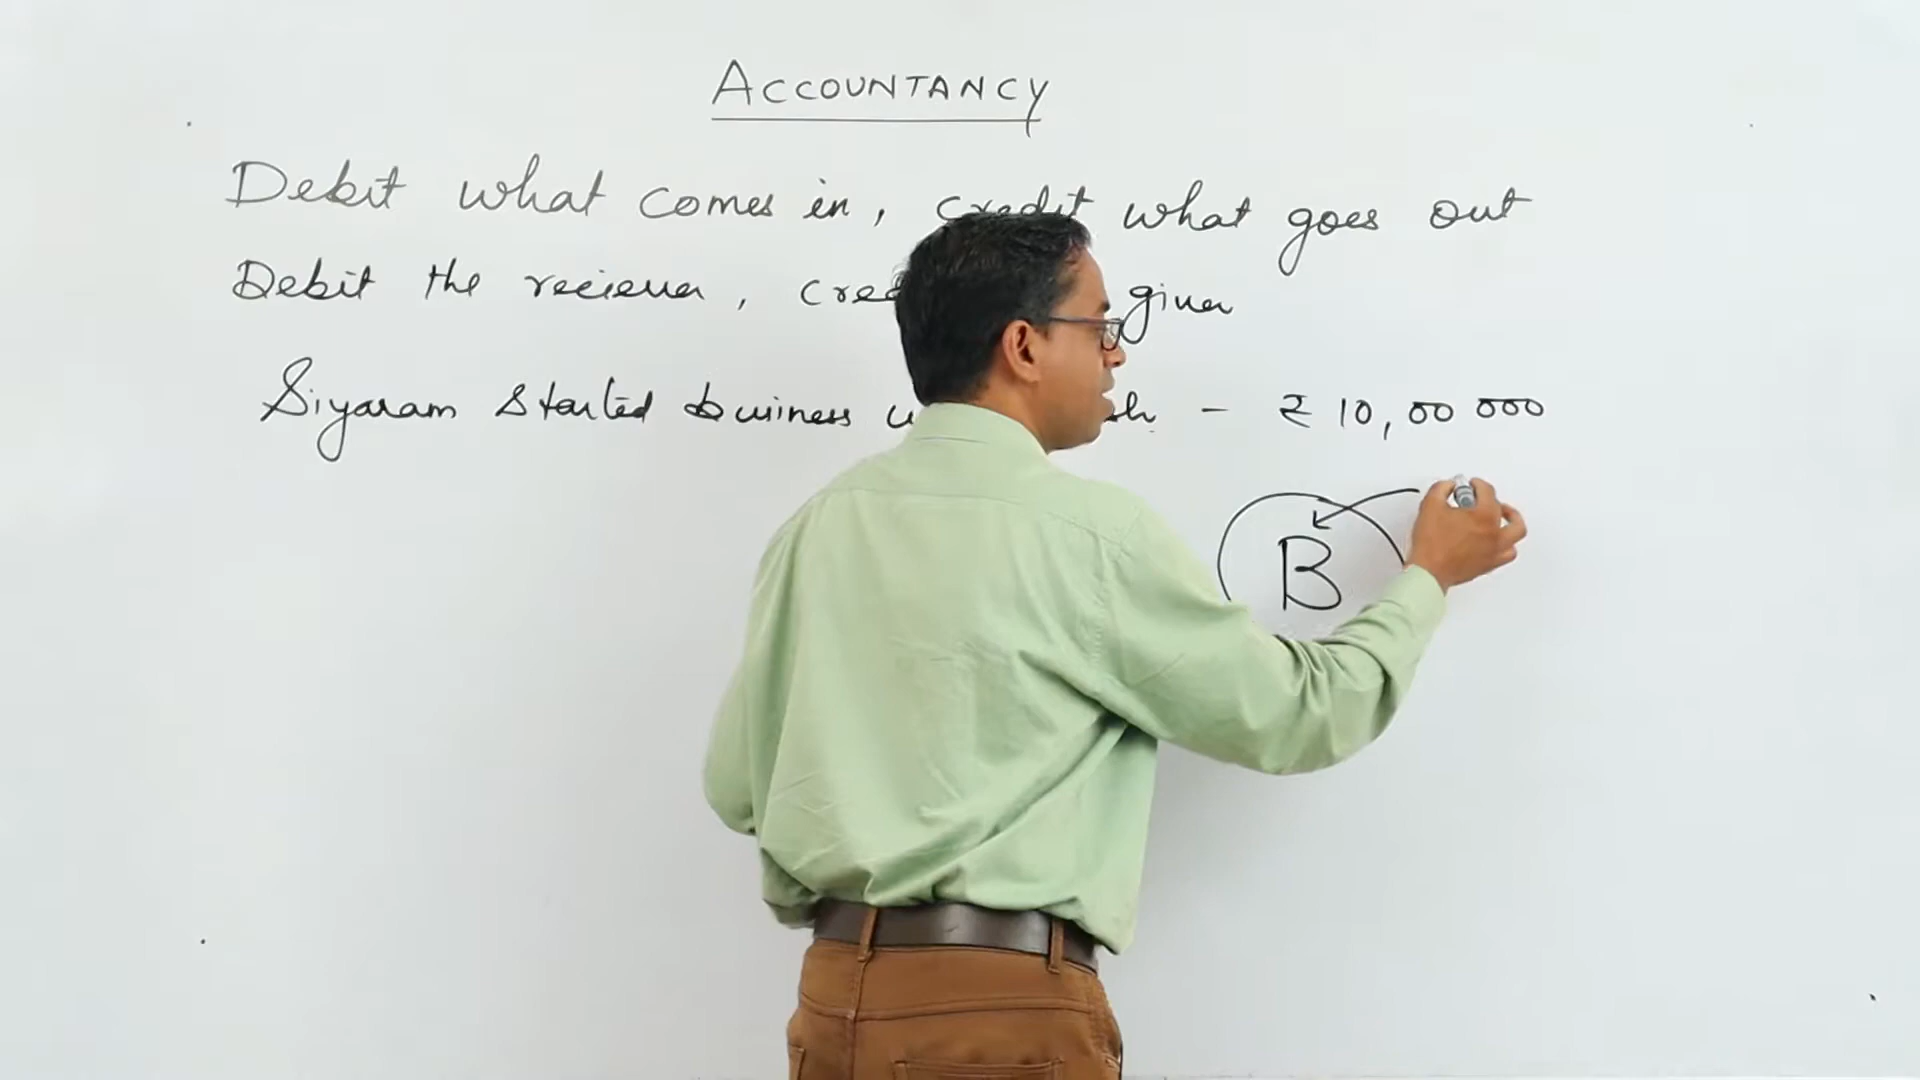 ACCOUNTANCY
Debit what comes in, credit what goes out
Debit the reciever, giver
Siyaram started business - ₹ 10,00 000
B